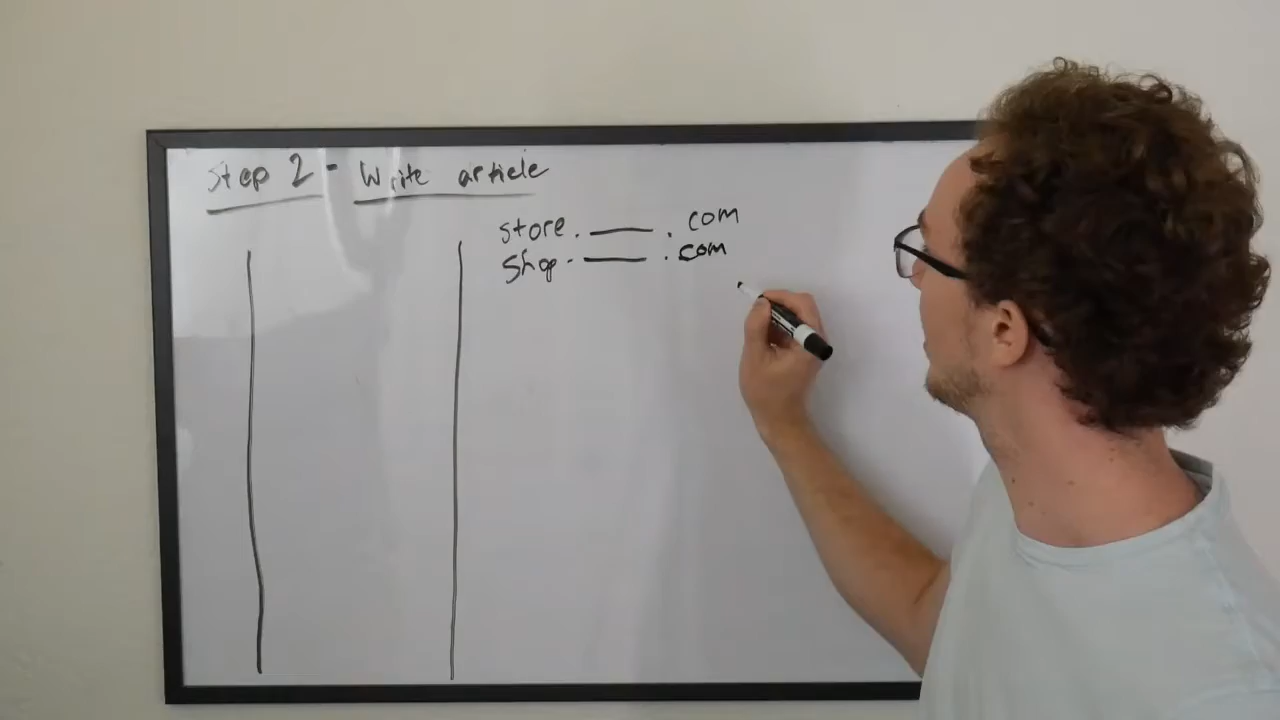 Step 2 - Write article
store. ___ . com
shop. ___ . com